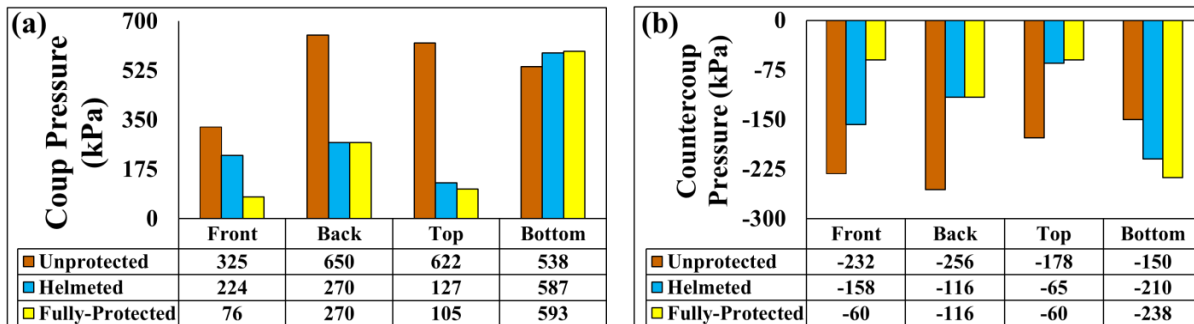 (a)
Coup Pressure
(kPa)
700
525
350
175
0
Front Back Top Bottom
Unprotected 325 650 622 538
Helmeted 224 270 127 587
Fully-Protected 76 270 105 593
(b)
Countercoup
Pressure (kPa)
0
-75
-150
-225
-300
Front Back Top Bottom
Unprotected -232 -256 -178 -150
Helmeted -158 -116 -65 -210
Fully-Protected -60 -116 -60 -238